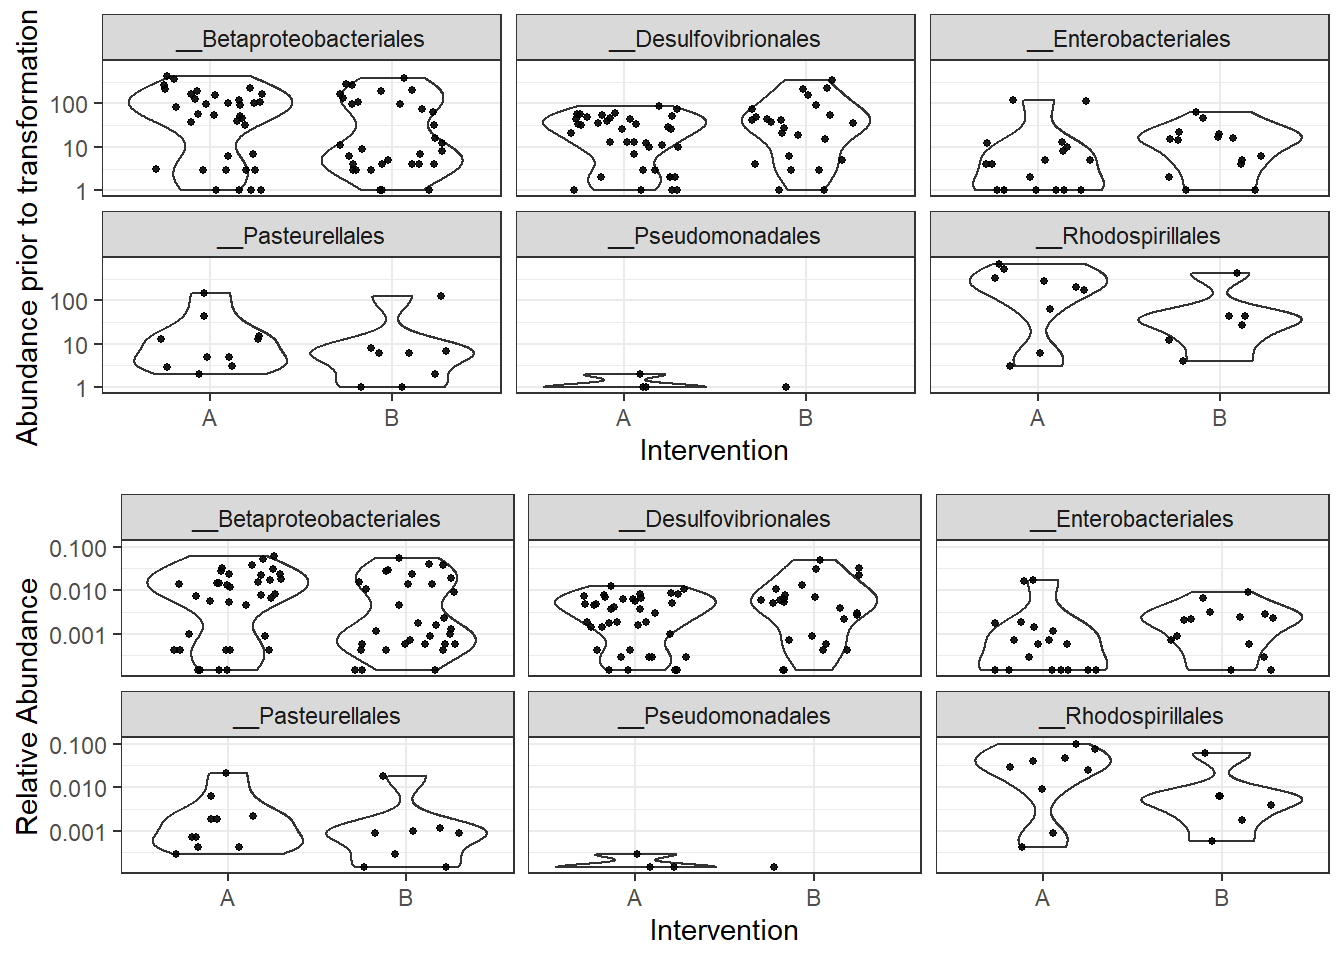 Abundance prior to transformation
__Betaproteobacteriales
__Desulfovibrionales
__Enterobacteriales
100
10
1
__Pasteurellales
__Pseudomonadales
__Rhodospirillales
100
10
1
A
B
A
B
A
B
Intervention
Relative Abundance
__Betaproteobacteriales
__Desulfovibrionales
__Enterobacteriales
0.100
0.010
0.001
__Pasteurellales
__Pseudomonadales
__Rhodospirillales
0.100
0.010
0.001
A
B
A
B
A
B
Intervention